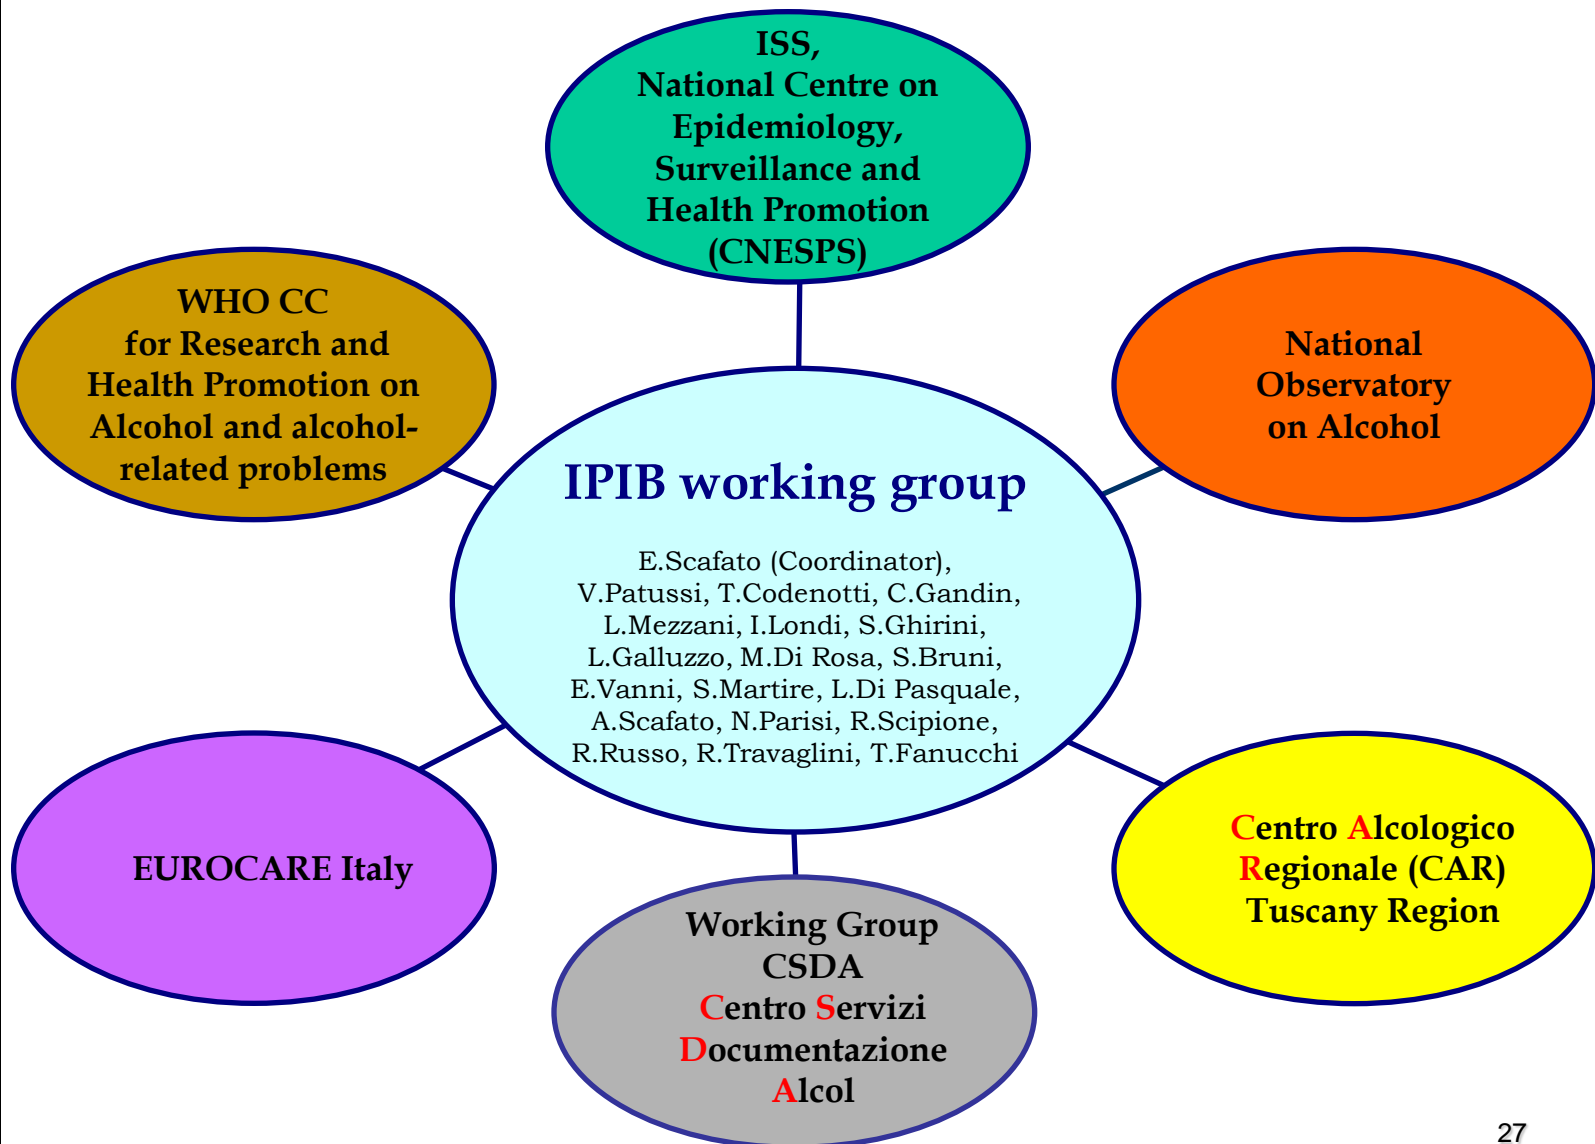 ISS,
National Centre on
Epidemiology,
Surveillance and
Health Promotion
(CNESPS)
WHO CC
for Research and
Health Promotion on
Alcohol and alcohol-
related problems
National
Observatory
on Alcohol
IPIB working group
E.Scafato (Coordinator),
V.Patussi, T.Codenotti, C.Gandin,
L.Mezzani, I.Londi, S.Ghirini,
L.Galluzzo, M.Di Rosa, S.Bruni,
E.Vanni, S.Martire, L.Di Pasquale,
A.Scafato, N.Parisi, R.Scipione,
R.Russo, R.Travaglini, T.Fanucchi
EUROCARE Italy
Centro Alcologico
Regionale (CAR)
Tuscany Region
Working Group
CSDA
Centro Servizi
Documentazione
Alcol
27